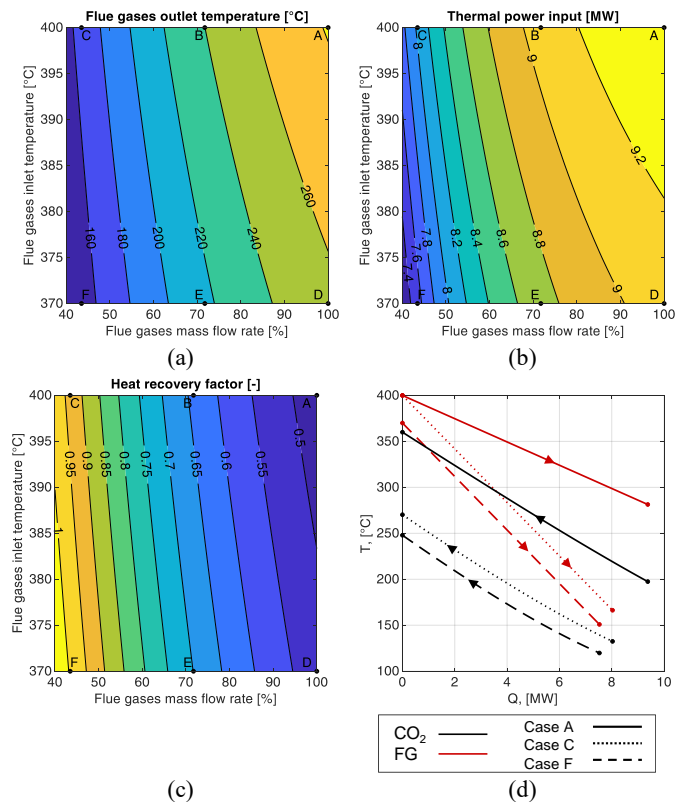 Flue gases outlet temperature [°C]
Flue gases inlet temperature [°C]
400
395
390
385
380
375
370
C
B
A
160
180
200
220
240
260
F
E
D
40 50 60 70 80 90 100
Flue gases mass flow rate [%]
(a)
Thermal power input [MW]
Flue gases inlet temperature [°C]
400
395
390
385
380
375
370
C
B
A
8
9
9.2
7.4
7.6
7.8
8
8.2
8.4
8.6
8.8
9
F
E
D
40 50 60 70 80 90 100
Flue gases mass flow rate [%]
(b)
(c)
Heat recovery factor [-]
Flue gases inlet temperature [°C]
400
395
390
385
380
375
370
C
B
A
1
0.95
0.9
0.85
0.8
0.75
0.7
0.65
0.6
0.55
0.5
F
E
D
40 50 60 70 80 90 100
Flue gases mass flow rate [%]
(c)
(d)
T, [°C]
400
350
300
250
200
150
100
0 2 4 6 8 10
Q, [MW]
CO2
FG
Case A
Case C
Case F
(d)